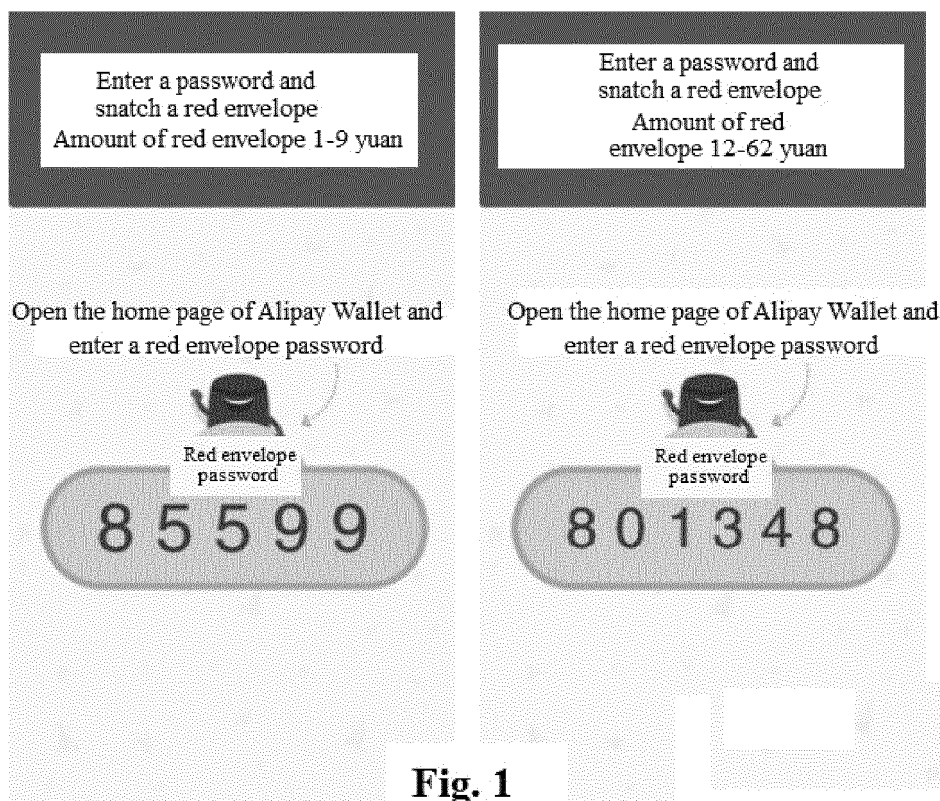 Enter a password and
snatch a red envelope
Amount of red envelope 1-9 yuan
Open the home page of Alipay Wallet and
enter a red envelope password
Red envelope
password
85599
Enter a password and
snatch a red envelope
Amount of red
envelope 12-62 yuan
Open the home page of Alipay Wallet and
enter a red envelope password
Red envelope
password
801348
Fig. 1